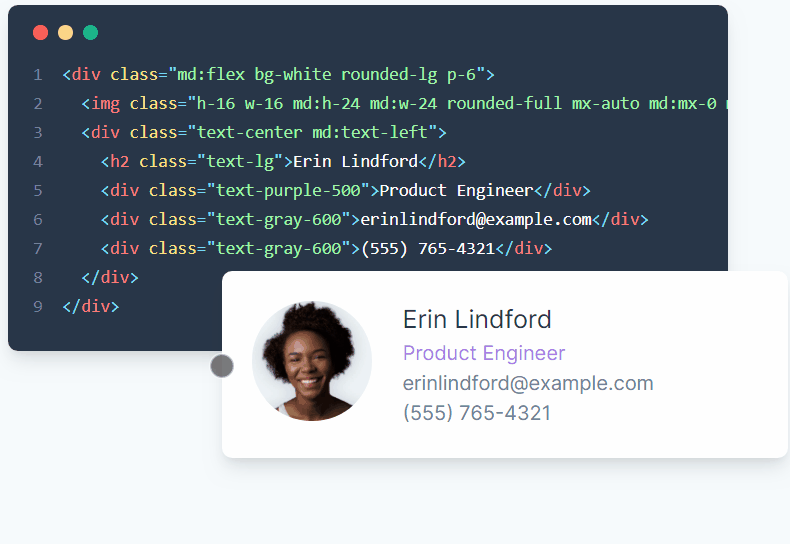 1 <div class="md:flex bg-white rounded-lg p-6">
2   <img class="h-16 w-16 md:h-24 md:w-24 rounded-full mx-auto md:mx-0
3   <div class="text-center md:text-left">
4     <h2 class="text-lg">Erin Lindford</h2>
5     <div class="text-purple-500">Product Engineer</div>
6     <div class="text-gray-600">erinlindford@example.com</div>
7     <div class="text-gray-600">(555) 765-4321</div>
8   </div>
9 </div>
Erin Lindford
Product Engineer
erinlindford@example.com
(555) 765-4321